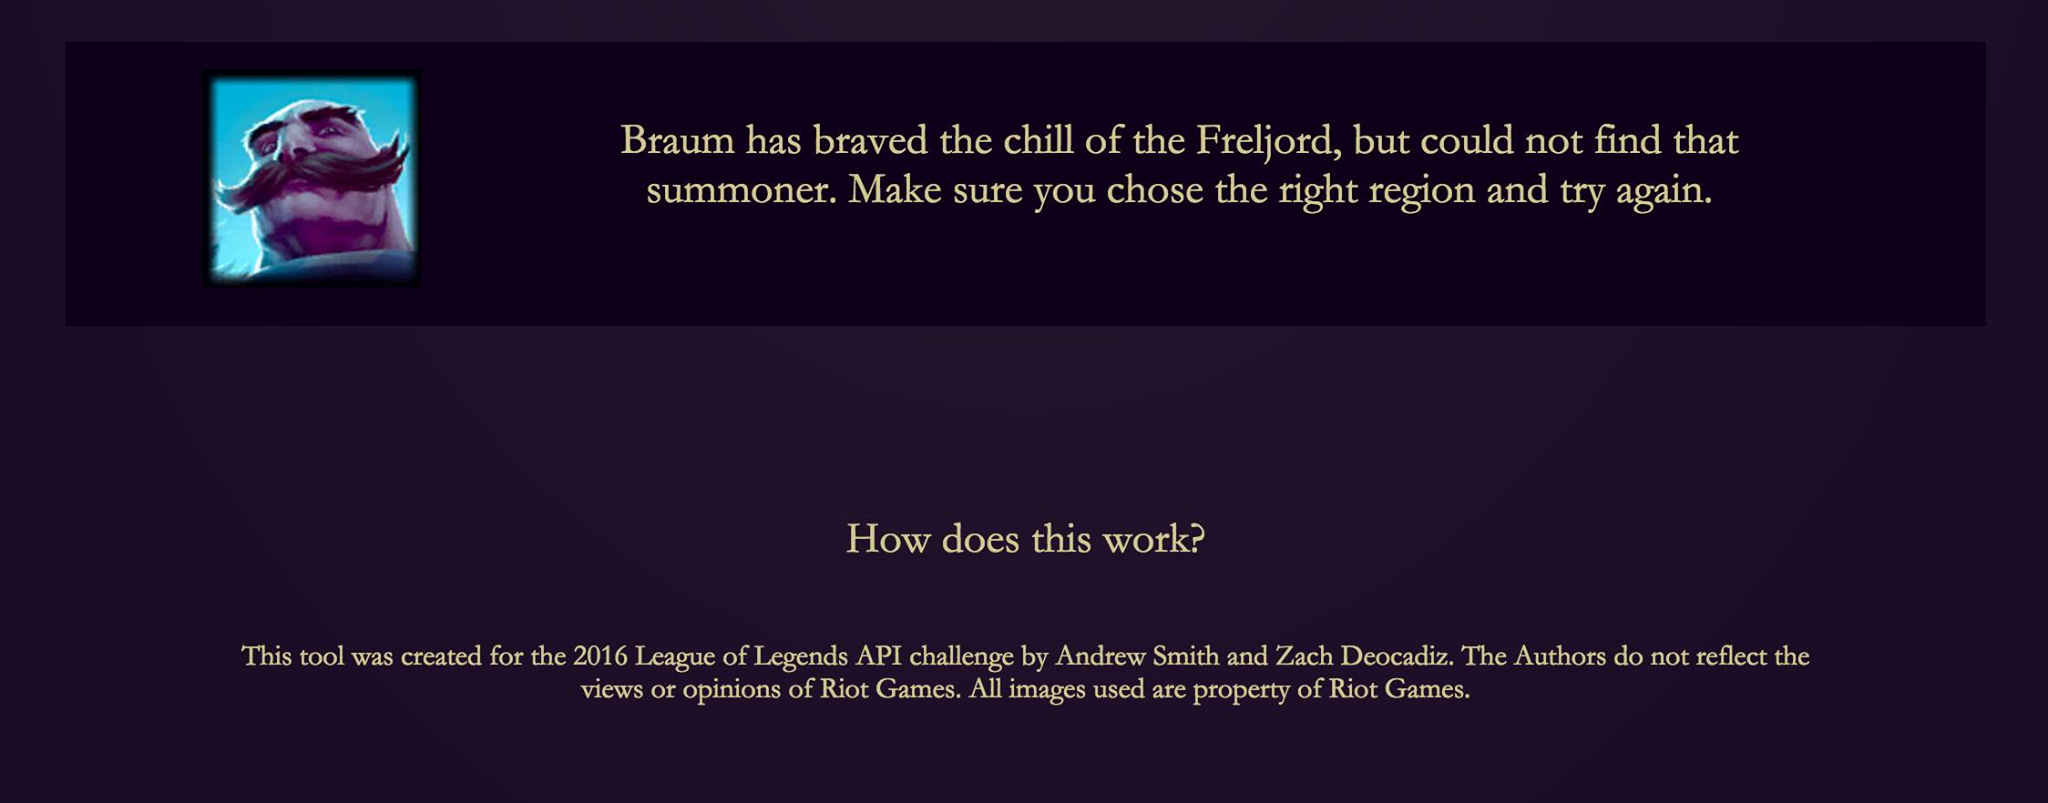 Braum has braved the chill of the Freljord, but could not find that
summoner. Make sure you chose the right region and try again.
How does this work?
This tool was created for the 2016 League of Legends API challenge by Andrew Smith and Zach Deocadiz. The Authors do not reflect the
views or opinions of Riot Games. All images used are property of Riot Games.